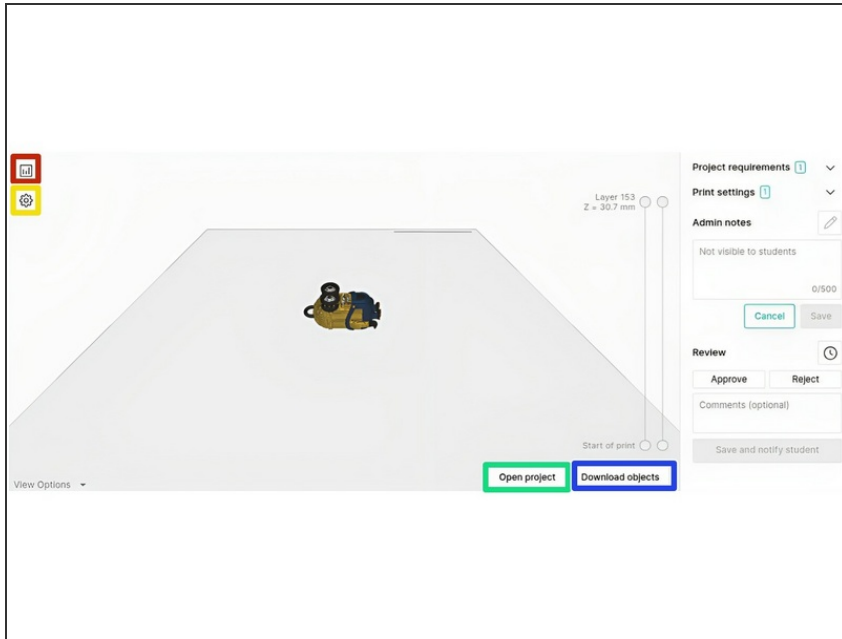 Layer 153
Z = 30.7 mm
Start of print
View Options
Open project
Download objects
Project requirements 1
Print settings 1
Admin notes
Not visible to students
0/500
Cancel
Save
Review
Approve
Reject
Comments (optional)
Save and notify student